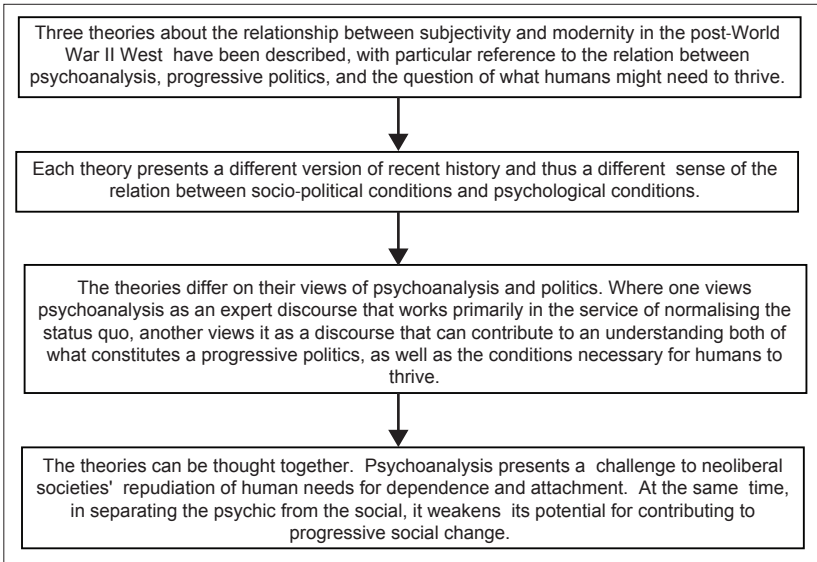 Three theories about the relationship between subjectivity and modernity in the post-World
War II West have been described, with particular reference to the relation between
psychoanalysis, progressive politics, and the question of what humans might need to thrive.
Each theory presents a different version of recent history and thus a different sense of the
relation between socio-political conditions and psychological conditions.
The theories differ on their views of psychoanalysis and politics. Where one views
psychoanalysis as an expert discourse that works primarily in the service of normalising the
status quo, another views it as a discourse that can contribute to an understanding both of
what constitutes a progressive politics, as well as the conditions necessary for humans to
thrive.
The theories can be thought together. Psychoanalysis presents a challenge to neoliberal
societies' repudiation of human needs for dependence and attachment. At the same time,
in separating the psychic from the social, it weakens its potential for contributing to
progressive social change.